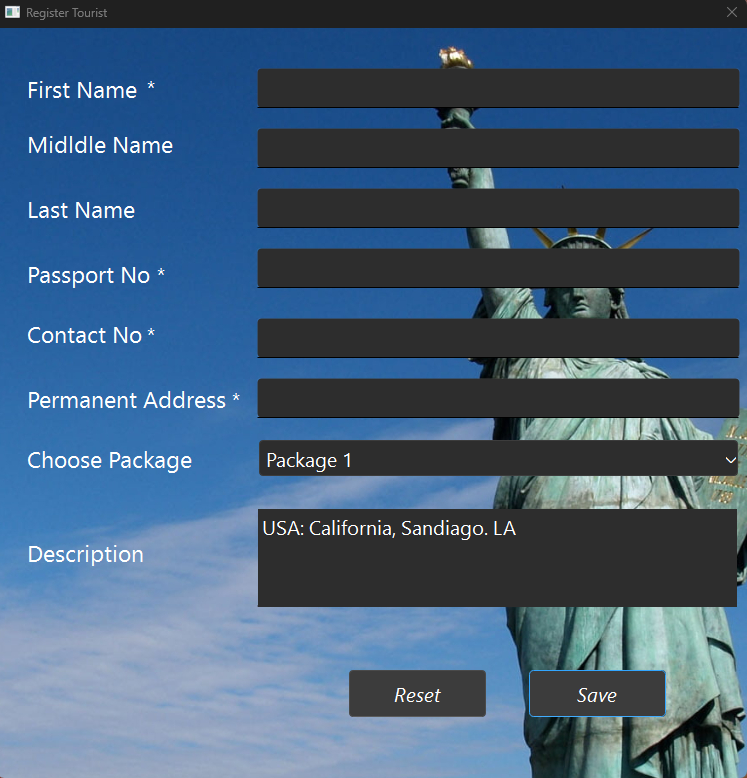 Register Tourist
First Name *
Midldle Name
Last Name
Passport No *
Contact No *
Permanent Address *
Choose Package
Package 1
USA: California, Sandiago. LA
Description
Reset
Save